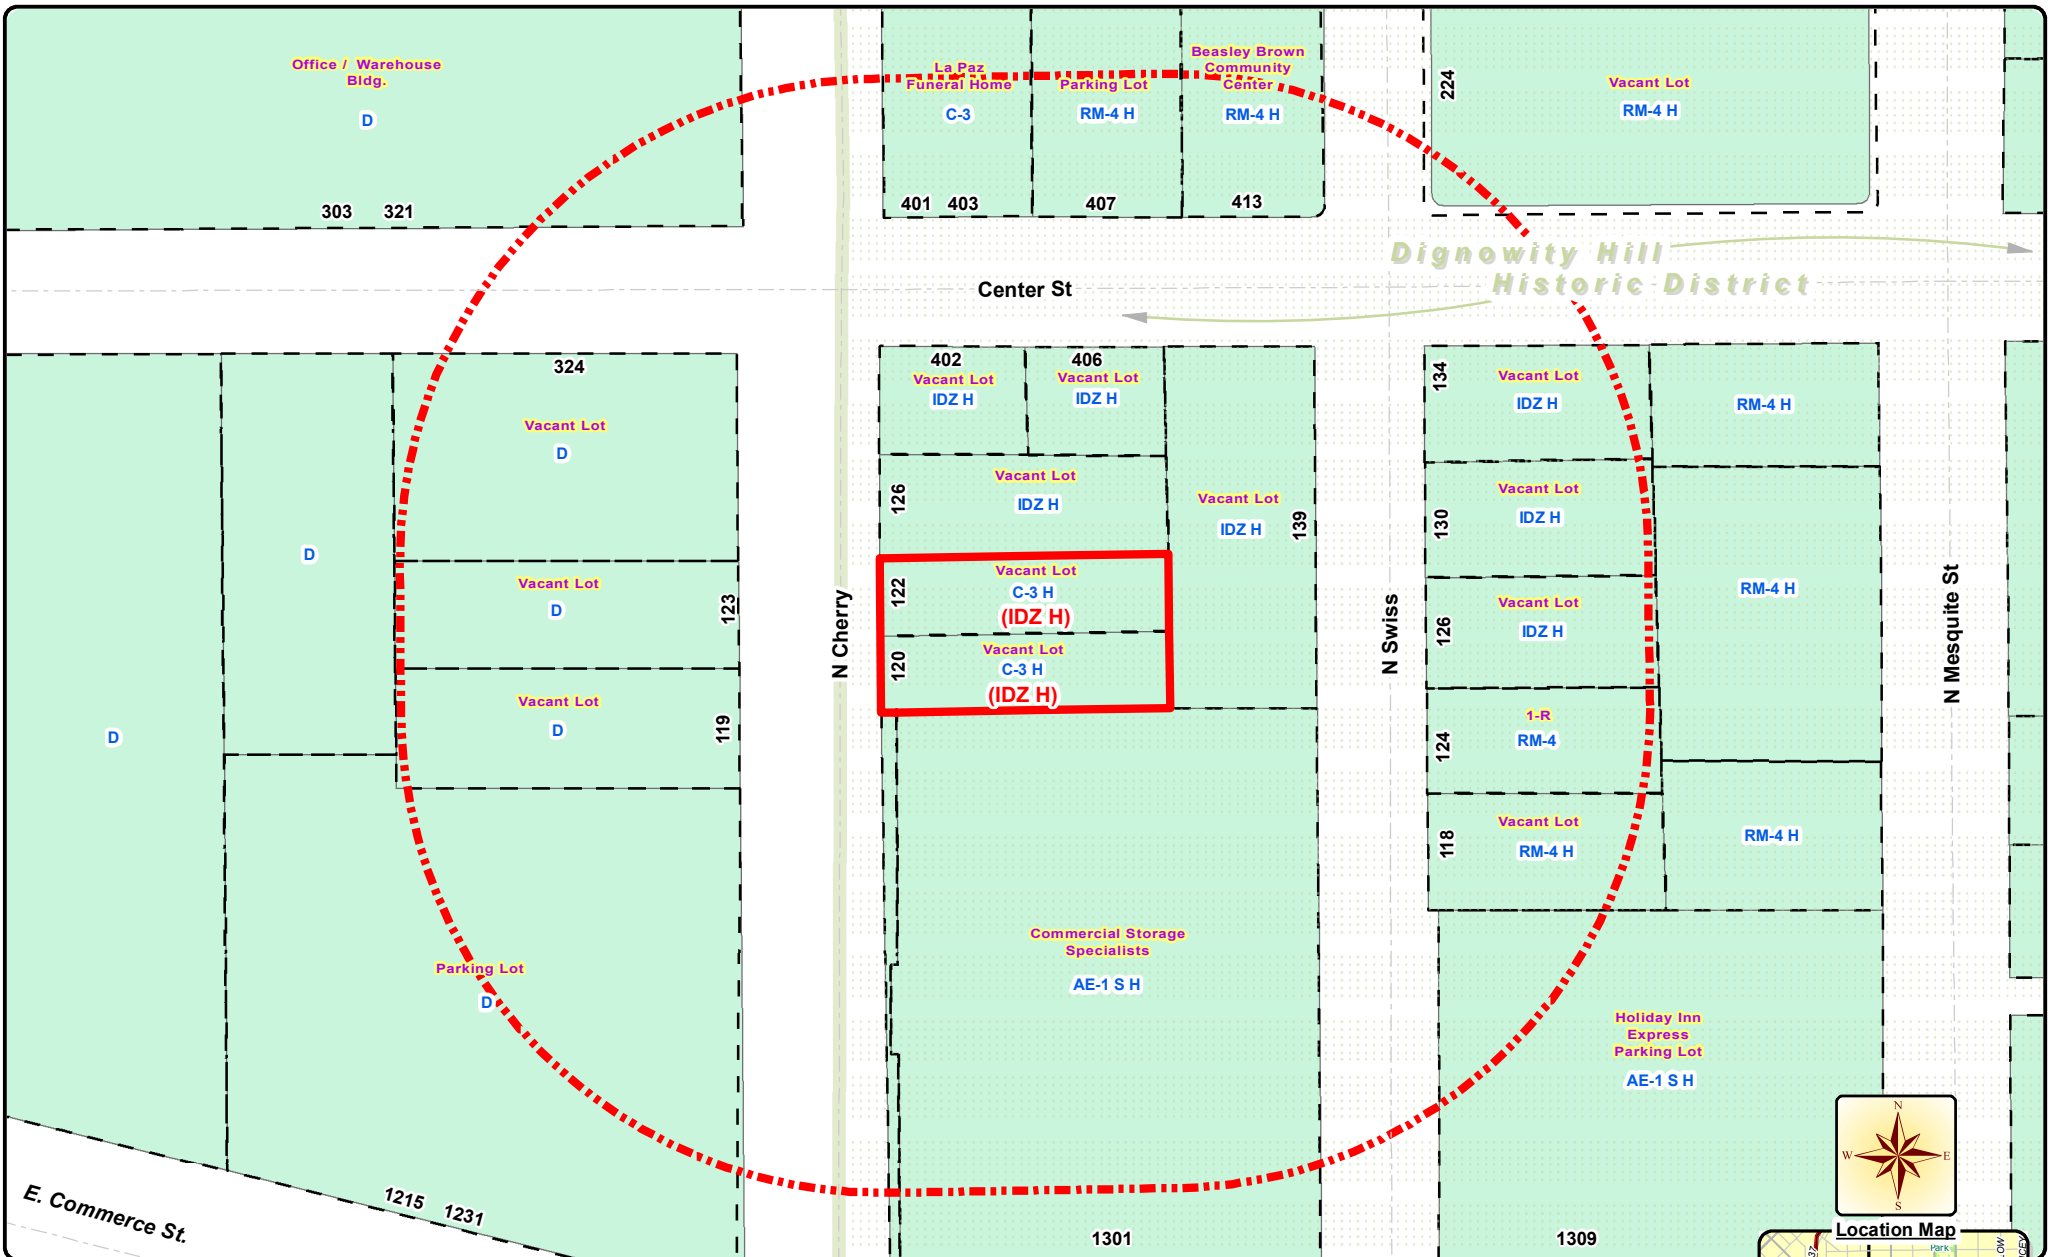 Office / Warehouse
Bldg.
D
303 321
La Paz
Funeral Home
C-3
401 403
Parking Lot
RM-4 H
407
Beasley Brown
Community
Center
RM-4 H
413
224
Vacant Lot
RM-4 H
Dignowity Hill
Historic District
Center St
324
Vacant Lot
D
D
D
Vacant Lot
D
123
Vacant Lot
D
119
Parking Lot
D
402
Vacant Lot
IDZ H
406
Vacant Lot
IDZ H
126
Vacant Lot
IDZ H
Vacant Lot
IDZ H
139
122
Vacant Lot
C-3 H
(IDZ H)
120
Vacant Lot
C-3 H
(IDZ H)
N Cherry
N Swiss
N Mesquite St
134
Vacant Lot
IDZ H
130
Vacant Lot
IDZ H
126
Vacant Lot
IDZ H
124
1-R
RM-4
118
Vacant Lot
RM-4 H
RM-4 H
RM-4 H
RM-4 H
Commercial Storage
Specialists
AE-1 S H
1301
Holiday Inn
Express
Parking Lot
AE-1 S H
1309
E. Commerce St.
1215 1231
N
W E
S
Location Map
Park
37